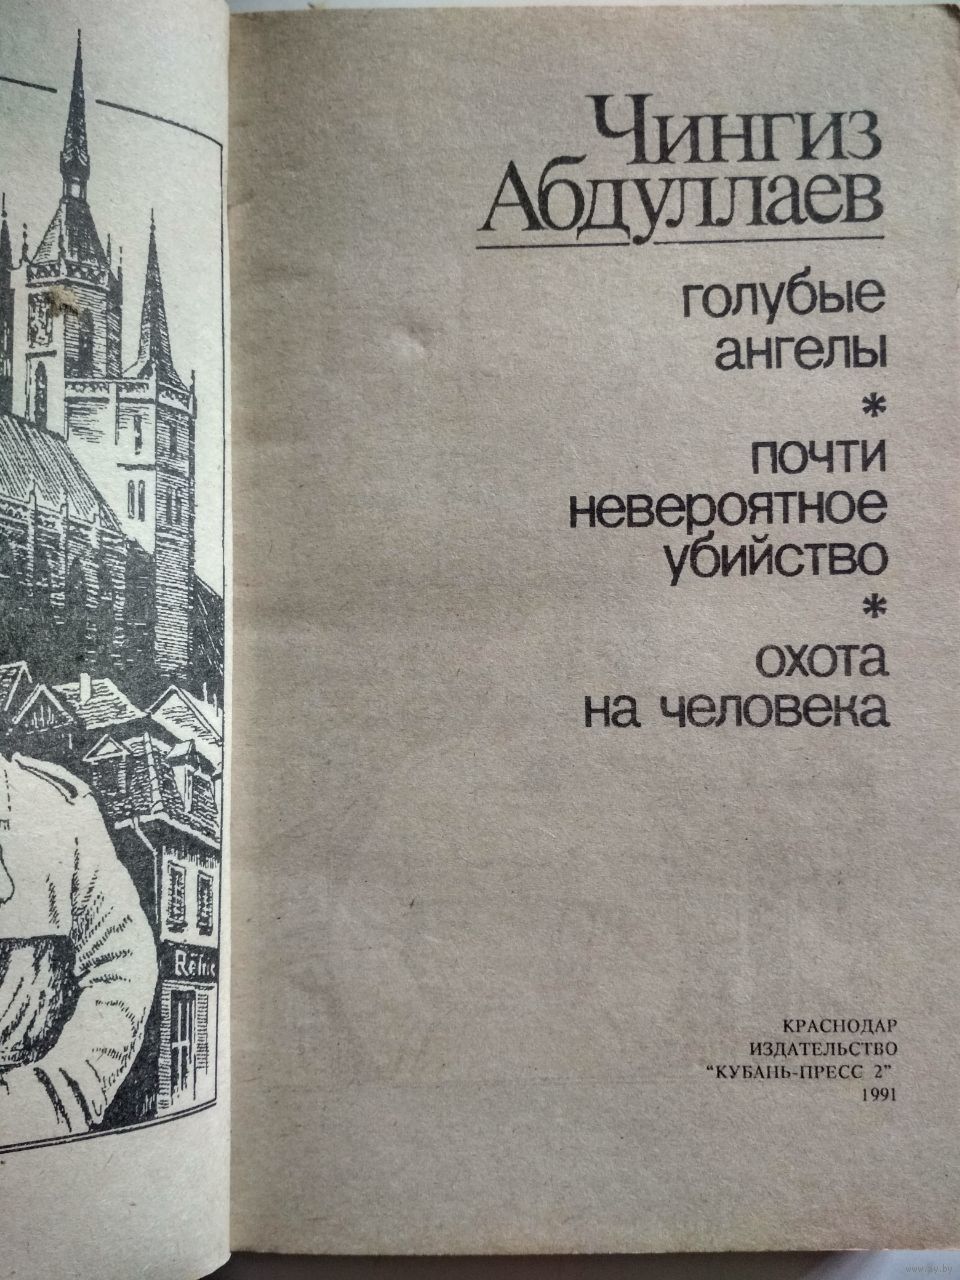 Чингиз
Абдуллаев
голубые
ангелы
*
почти
невероятное
убийство
*
охота
на человека
КРАСНОДАР
ИЗДАТЕЛЬСТВО
"КУБАНЬ-ПРЕСС 2"
1991